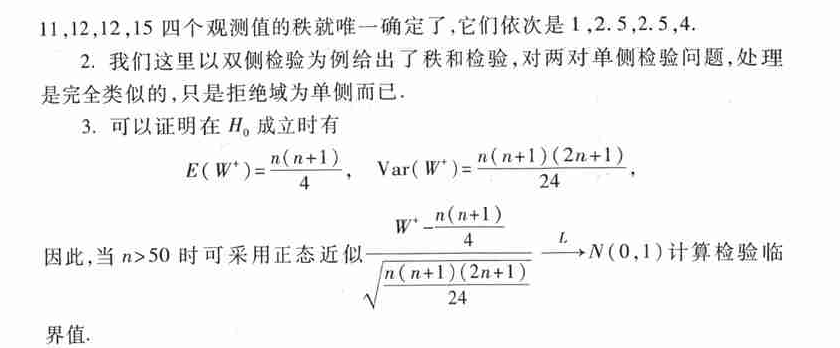 11,12,12,15 四个观测值的秩就唯一确定了,它们依次是 1,2.5,2.5,4.
2. 我们这里以双侧检验为例给出了秩和检验,对两对单侧检验问题,处理
是完全类似的,只是拒绝域为单侧而已.
3. 可以证明在 H₀ 成立时有
E(W⁺)=\frac{n(n+1)}{4}, Var(W⁺)=\frac{n(n+1)(2n+1)}{24},
因此,当 n>50 时可采用正态近似\frac{W⁺-\frac{n(n+1)}{4}}{\sqrt{\frac{n(n+1)(2n+1)}{24}}} \xrightarrow{L} N(0,1)计算检验临
界值.